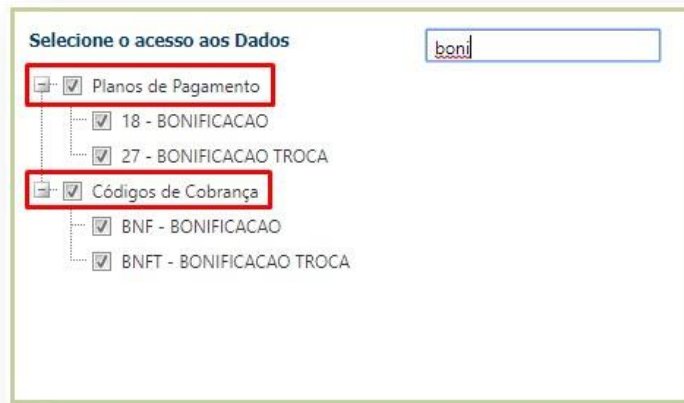 Selecione o acesso aos Dados
boni
Planos de Pagamento
18 - BONIFICACAO
27 - BONIFICACAO TROCA
Códigos de Cobrança
BNF - BONIFICACAO
BNFT - BONIFICACAO TROCA